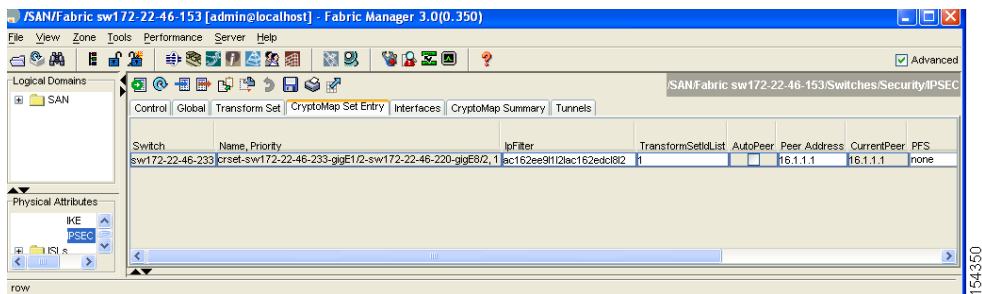 /SAN/Fabric sw172-22-46-153 [admin@localhost] - Fabric Manager 3.0(0.350)
File View Zone Tools Performance Server Help
Advanced
Logical Domains
/SAN/Fabric sw172-22-46-153/Switches/Security/IPSEC
SAN
Control Global Transform Set CryptoMap Set Entry Interfaces CryptoMap Summary Tunnels
Switch Name, Priority IpFilter TransformSetIdList AutoPeer Peer Address CurrentPeer PFS
sw172-22-46-233 crset-sw172-22-46-233-gigE1/2-sw172-22-46-220-gigE8/2, 1 1 16.1.1.1 16.1.1.1 none
Physical Attributes
IKE
IPSEC
ISLs
row
154350